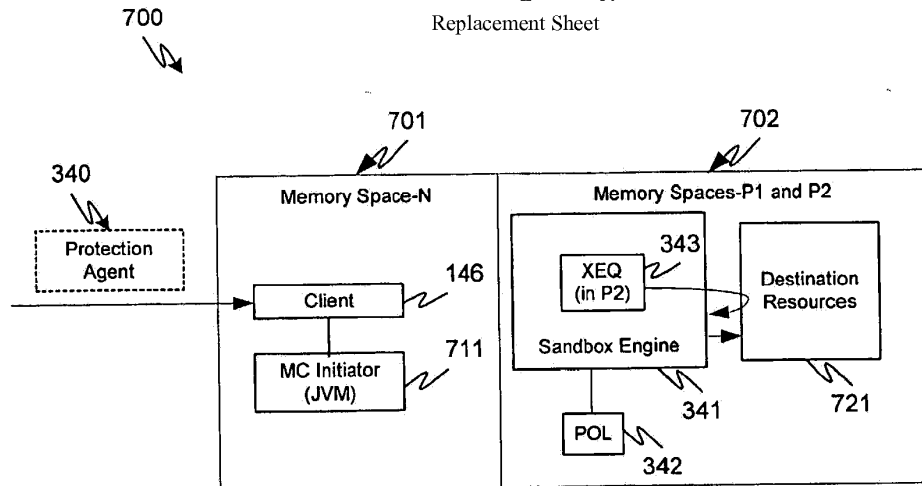 Replacement Sheet
700
701
702
340
Memory Space-N
Memory Spaces-P1 and P2
Protection
Agent
343
XEQ
(in P2)
Destination
Resources
Client
146
Sandbox Engine
MC Initiator
(JVM)
711
341
721
POL
342